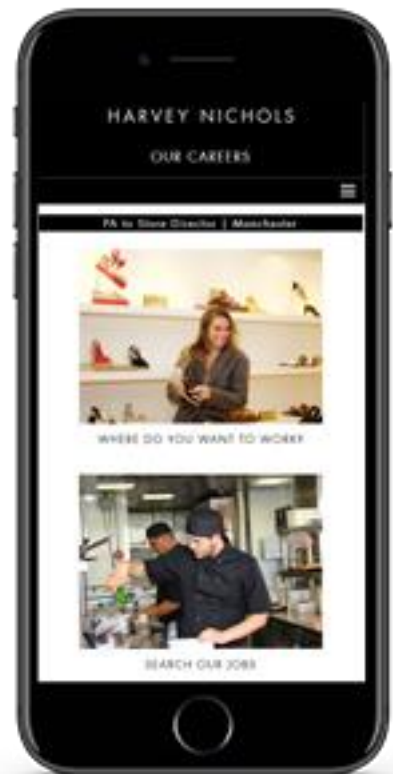 HARVEY NICHOLS
OUR CAREERS
PA to Store Director | Manchester
WHERE DO YOU WANT TO WORK?
SEARCH OUR JOBS